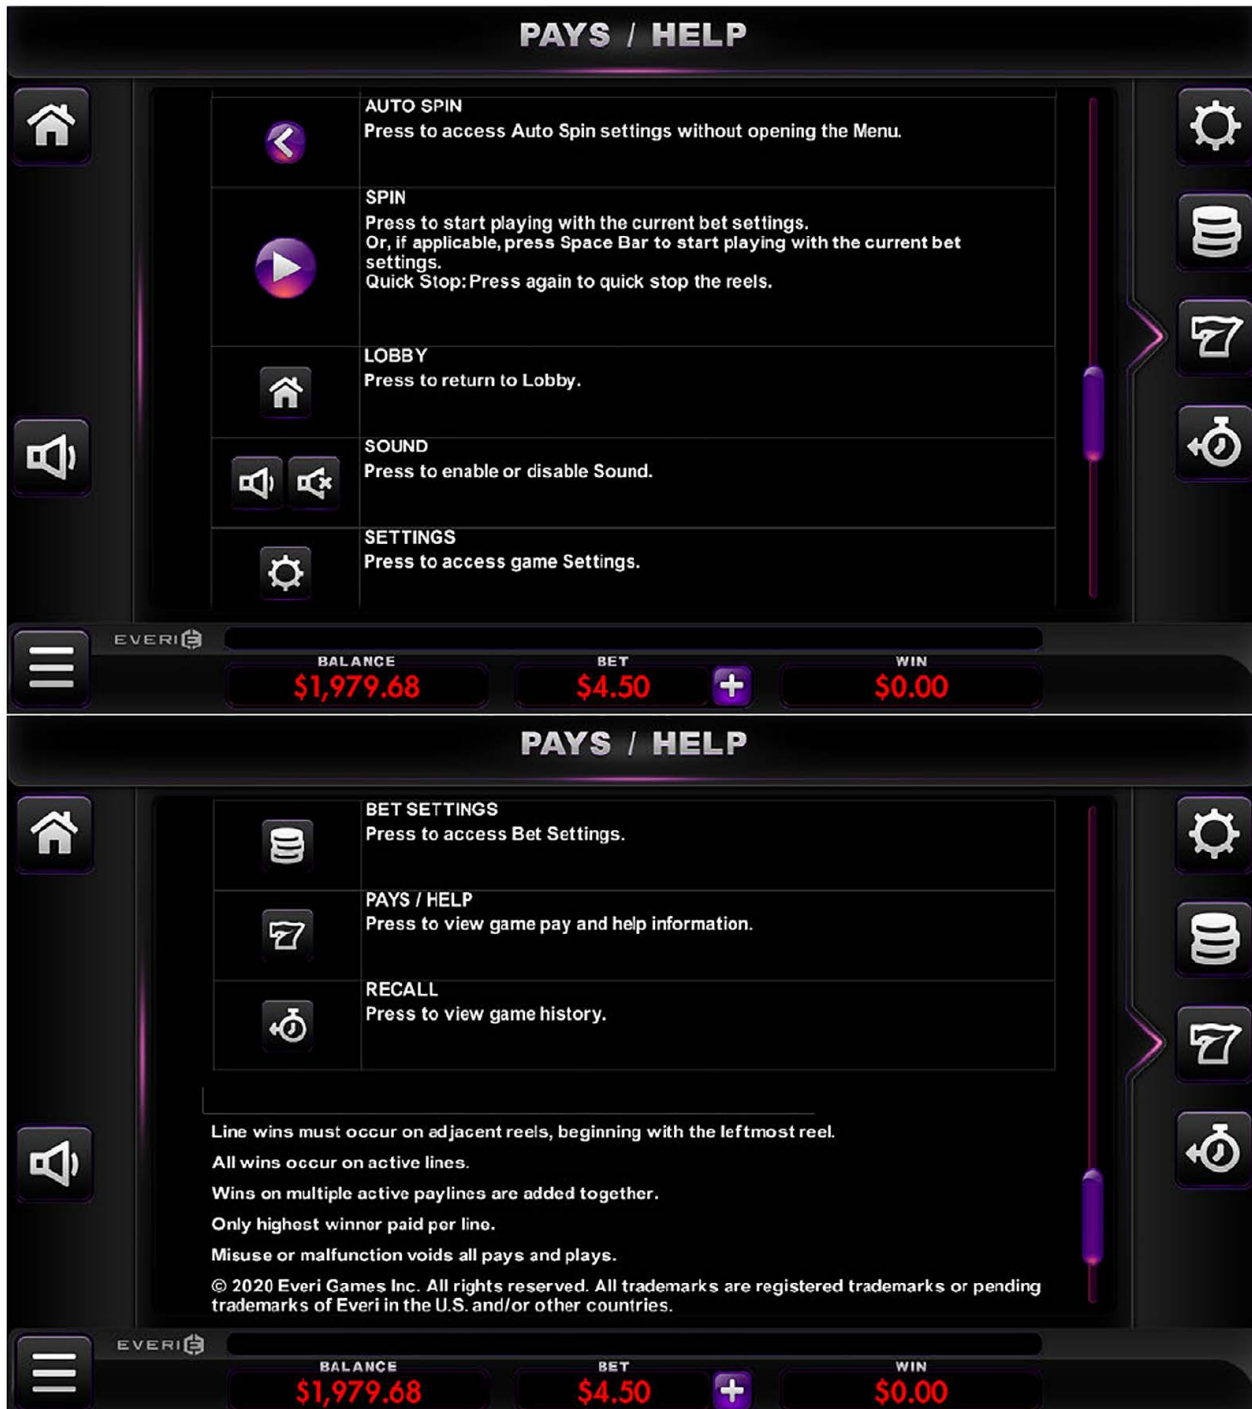 PAYS / HELP
AUTO SPIN
Press to access Auto Spin settings without opening the Menu.
SPIN
Press to start playing with the current bet settings.
Or, if applicable, press Space Bar to start playing with the current bet
settings.
Quick Stop: Press again to quick stop the reels.
LOBBY
Press to return to Lobby.
SOUND
Press to enable or disable Sound.
SETTINGS
Press to access game Settings.
EVERI
BALANCE
$1,979.68
BET
$4.50
WIN
$0.00
PAYS / HELP
BET SETTINGS
Press to access Bet Settings.
PAYS / HELP
Press to view game pay and help information.
RECALL
Press to view game history.
Line wins must occur on adjacent reels, beginning with the leftmost reel.
All wins occur on active lines.
Wins on multiple active paylines are added together.
Only highest winner paid per line.
Misuse or malfunction voids all pays and plays.
© 2020 Everi Games Inc. All rights reserved. All trademarks are registered trademarks or pending
trademarks of Everi in the U.S. and/or other countries.
EVERI
BALANCE
$1,979.68
BET
$4.50
WIN
$0.00